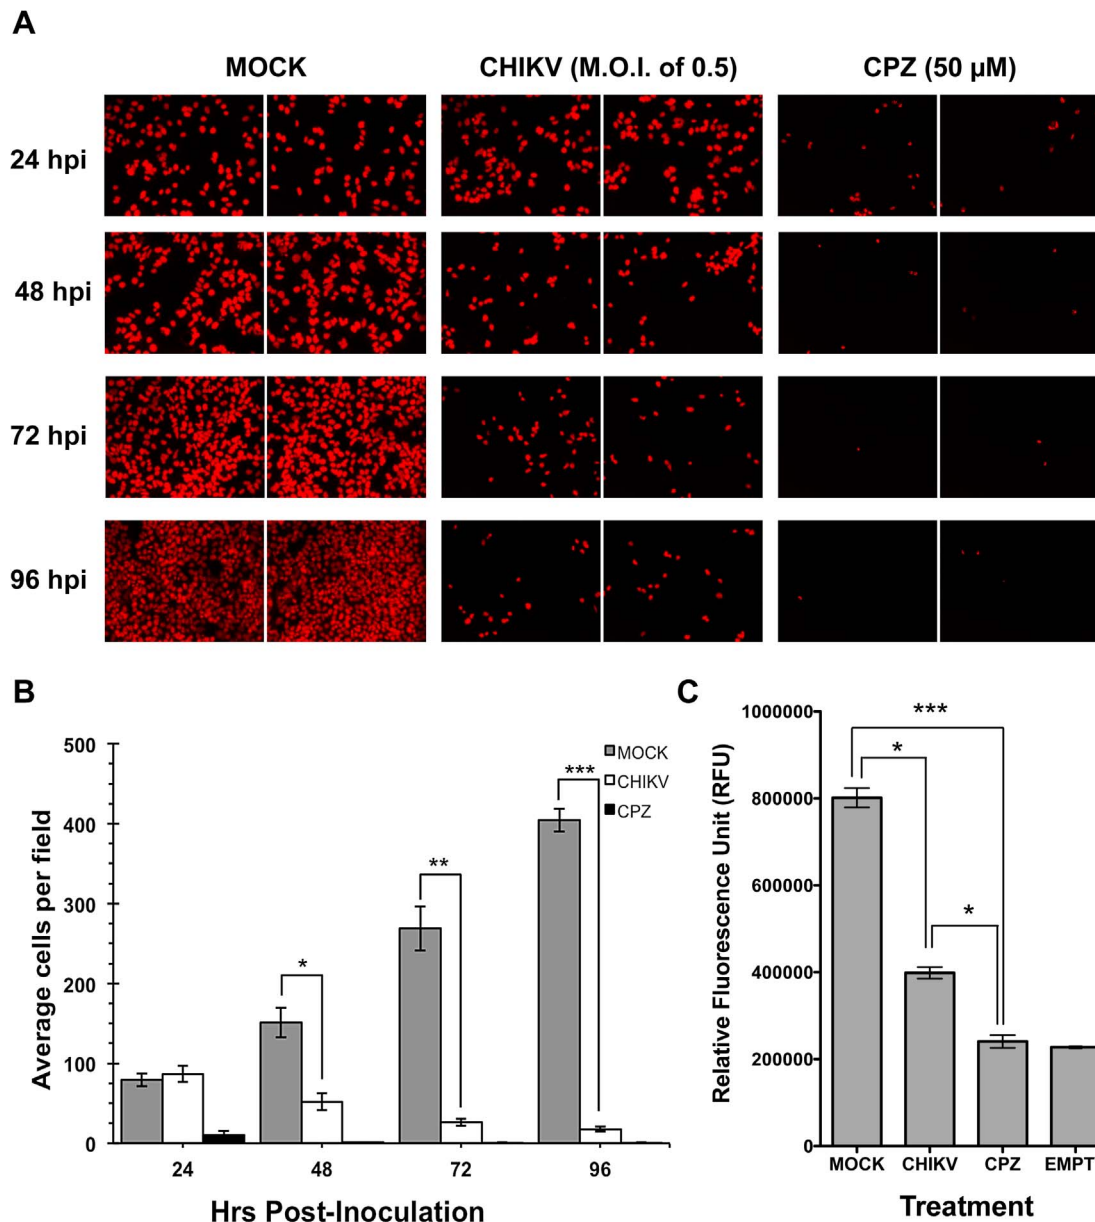 A
MOCK
CHIKV (M.O.I. of 0.5)
CPZ (50 µM)
24 hpi
48 hpi
72 hpi
96 hpi
B
Average cells per field
500
400
300
200
100
0
MOCK
CHIKV
CPZ
*
**
***
24
48
72
96
Hrs Post-Inoculation
C
Relative Fluorescence Unit (RFU)
1000000
800000
600000
400000
200000
0
***
*
*
MOCK
CHIKV
CPZ
EMPT
Treatment